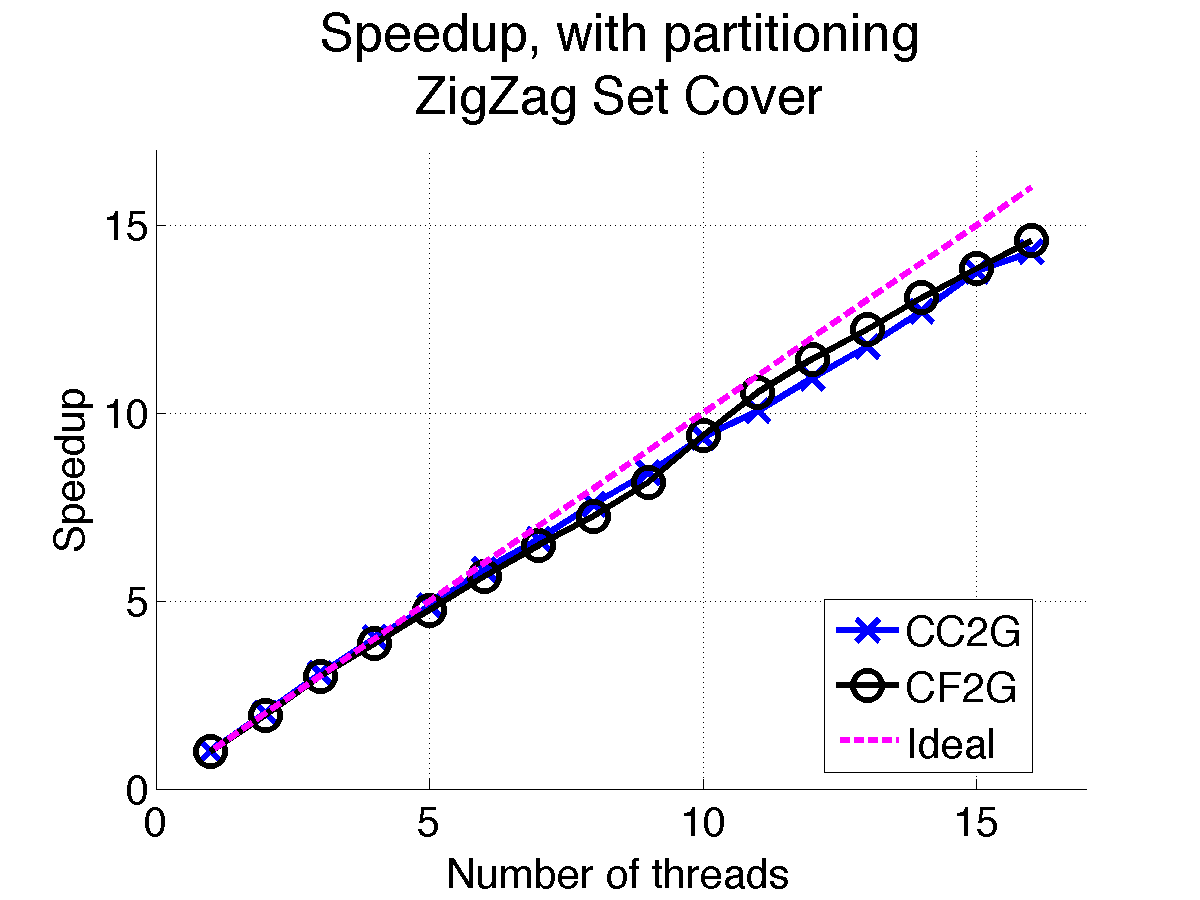 Speedup, with partitioning
ZigZag Set Cover
15
10
5
0
Speedup
0 5 10 15
Number of threads
CC2G
CF2G
Ideal